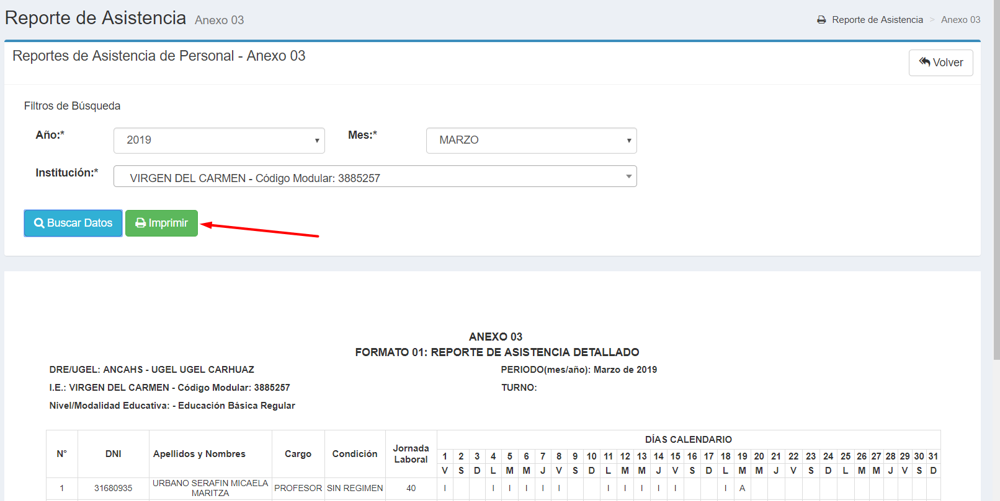 Reporte de Asistencia Anexo 03
Reporte de Asistencia > Anexo 03
Reportes de Asistencia de Personal - Anexo 03
Volver
Filtros de Búsqueda
Año:* 2019 Mes:* MARZO
Institución:* VIRGEN DEL CARMEN - Código Modular: 3885257
Buscar Datos Imprimir
ANEXO 03
FORMATO 01: REPORTE DE ASISTENCIA DETALLADO
DRE/UGEL: ANCAHS - UGEL UGEL CARHUAZ PERIODO(mes/año): Marzo de 2019
I.E.: VIRGEN DEL CARMEN - Código Modular: 3885257 TURNO:
Nivel/Modalidad Educativa: - Educación Básica Regular
N° DNI Apellidos y Nombres Cargo Condición Jornada Laboral DÍAS CALENDARIO
1 2 3 4 5 6 7 8 9 10 11 12 13 14 15 16 17 18 19 20 21 22 23 24 25 26 27 28 29 30 31
V S D L M M J V S D L M M J V S D L M M J V S D L M M J V S D
1 31680935 URBANO SERAFIN MICAELA MARITZA PROFESOR SIN REGIMEN 40 I I I I I I I I I I I I A